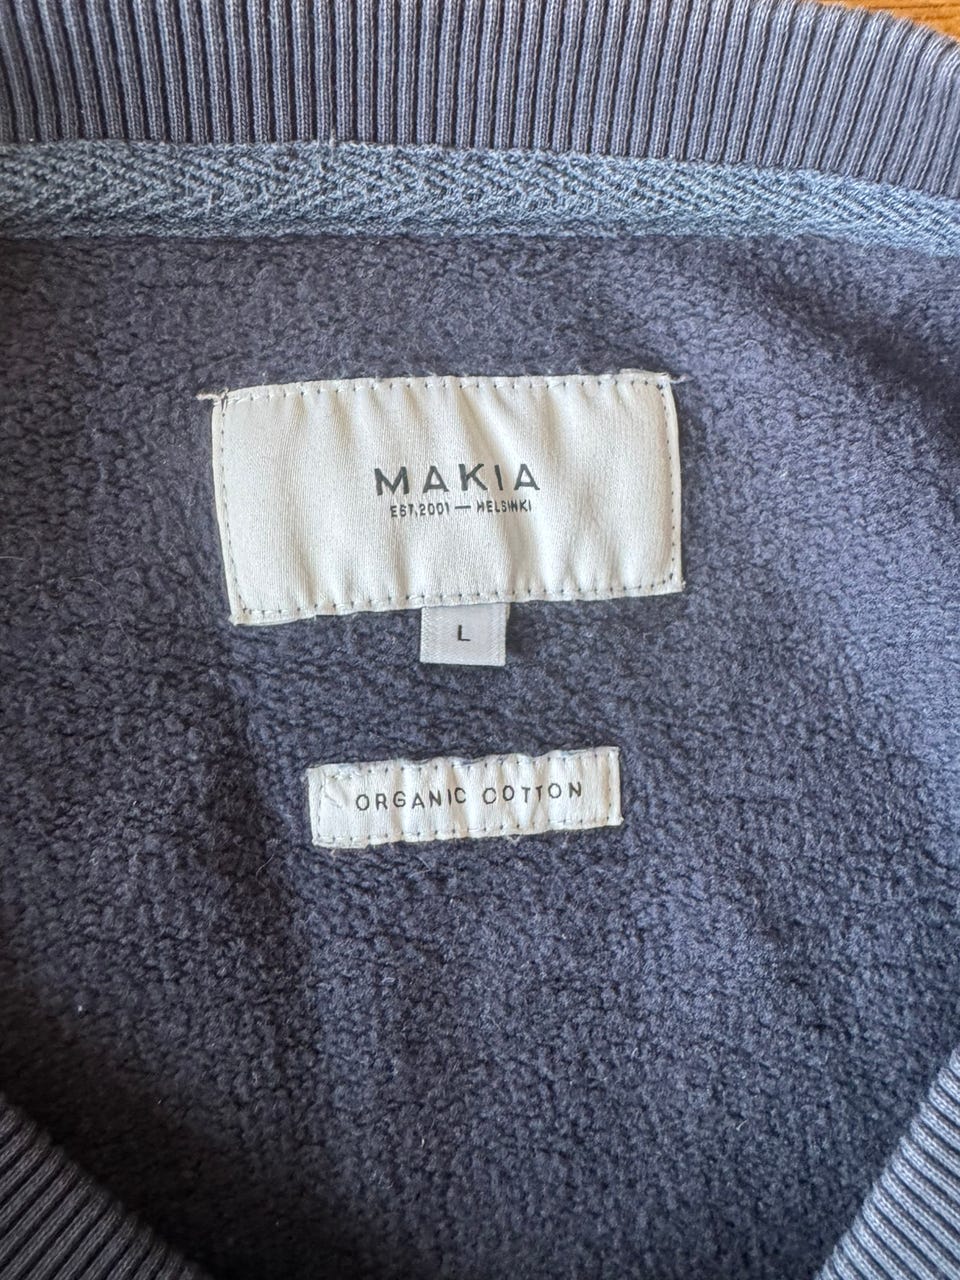 MAKIA
EST.2001 — HELSINKI
L
ORGANIC COTTON